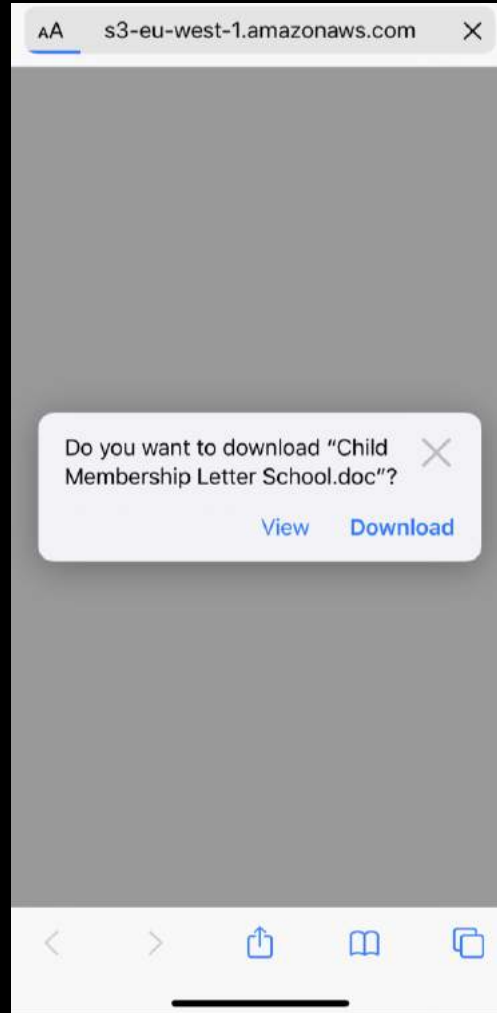 AA s3-eu-west-1.amazonaws.com
Do you want to download “Child
Membership Letter School.doc”?
View Download